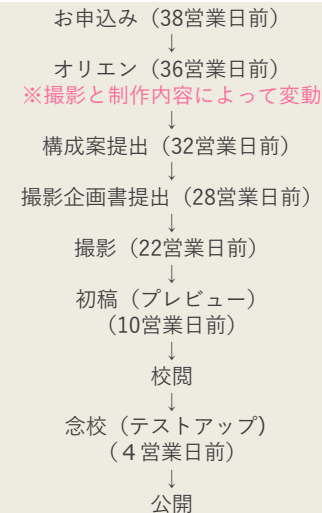 お申込み（38営業日前）
↓
オリエン（36営業日前）
※撮影と制作内容によって変動
↓
構成案提出（32営業日前）
↓
撮影企画書提出（28営業日前）
↓
撮影（22営業日前）
↓
初稿（プレビュー）
（10営業日前）
↓
校閲
↓
念校（テストアップ）
（４営業日前）
↓
公開